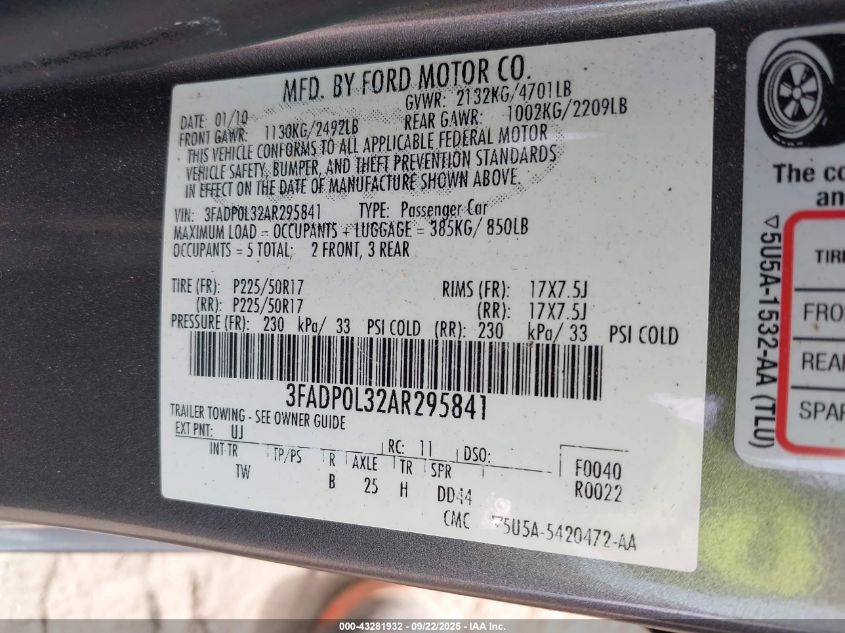 MFD. BY FORD MOTOR CO.
DATE: 01/10 GVWR: 2132KG/4701LB
FRONT GAWR: 1130KG/2492LB REAR GAWR: 1002KG/2209LB
THIS VEHICLE CONFORMS TO ALL APPLICABLE FEDERAL MOTOR
VEHICLE SAFETY, BUMPER, AND THEFT PREVENTION STANDARDS
IN EFFECT ON THE DATE OF MANUFACTURE SHOWN ABOVE.
VIN: 3FADP0L32AR295841 TYPE: Passenger Car
MAXIMUM LOAD = OCCUPANTS + LUGGAGE = 385KG/ 850LB
OCCUPANTS = 5 TOTAL; 2 FRONT, 3 REAR
TIRE (FR): P225/50R17 RIMS (FR): 17X7.5J
(RR): P225/50R17 (RR): 17X7.5J
PRESSURE (FR): 230 kPa/ 33 PSI COLD (RR): 230 kPa/ 33 PSI COLD
3FADP0L32AR295841
TRAILER TOWING - SEE OWNER GUIDE
EXT PNT: UJ RC: 11 DSO: F0040
INT TR TP/PS R AXLE TR SPR R0022
TW B 25 H DD44
CMC ▽5U5A-5420472-AA
The co
an
▽5U5A-1532-AA (TLU)
TIRE
FRO
REA
SPAR
000-43281932 - 09/22/2025 - IAA Inc.